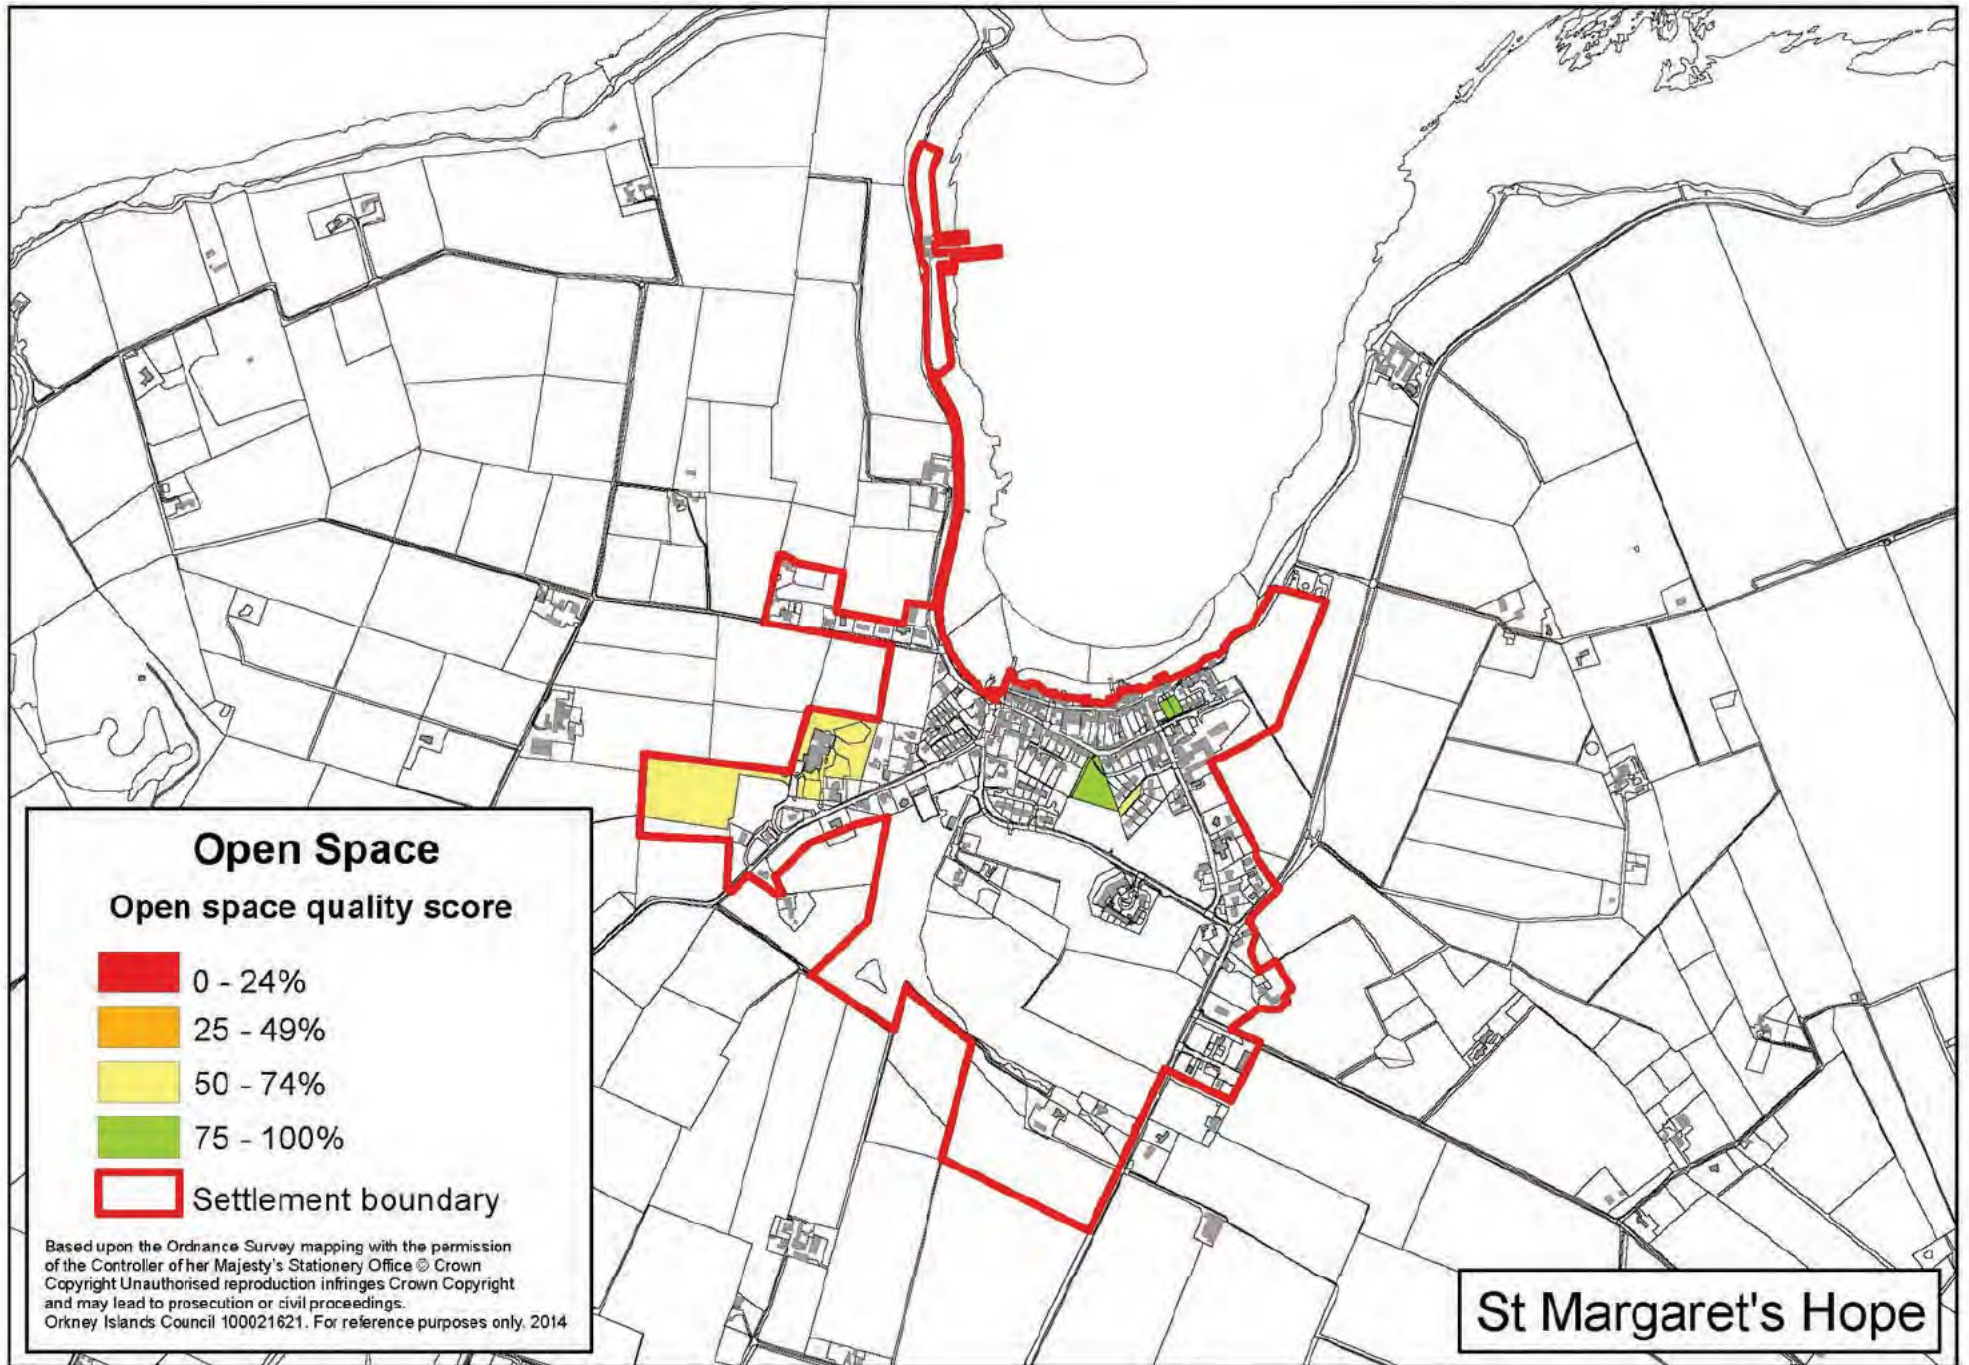 Open Space
Open space quality score
0 - 24%
25 - 49%
50 - 74%
75 - 100%
Settlement boundary
Based upon the Ordnance Survey mapping with the permission
of the Controller of her Majesty's Stationery Office © Crown
Copyright Unauthorised reproduction infringes Crown Copyright
and may lead to prosecution or civil proceedings.
Orkney Islands Council 100021621. For reference purposes only. 2014
St Margaret's Hope